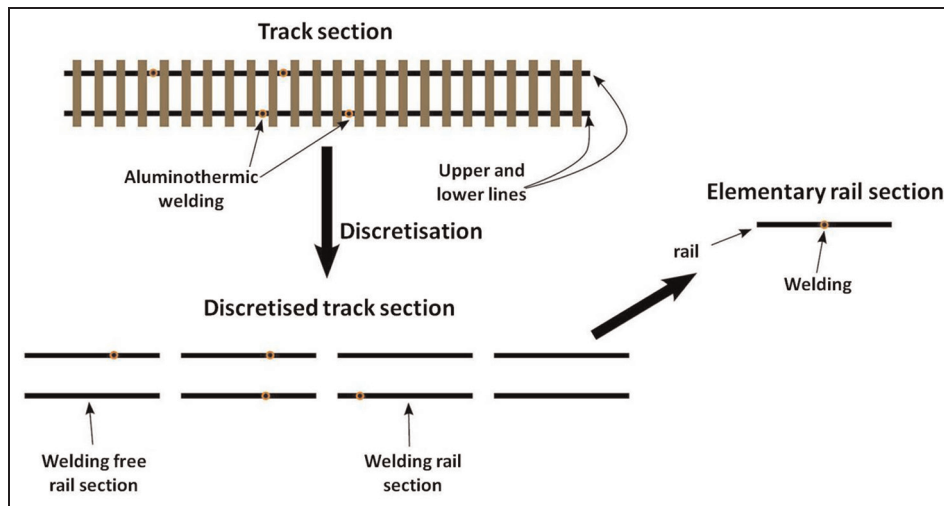 Track section
Aluminothermic
welding
Upper and
lower lines
Discretisation
Elementary rail section
rail
Welding
Discretised track section
Welding free
rail section
Welding rail
section